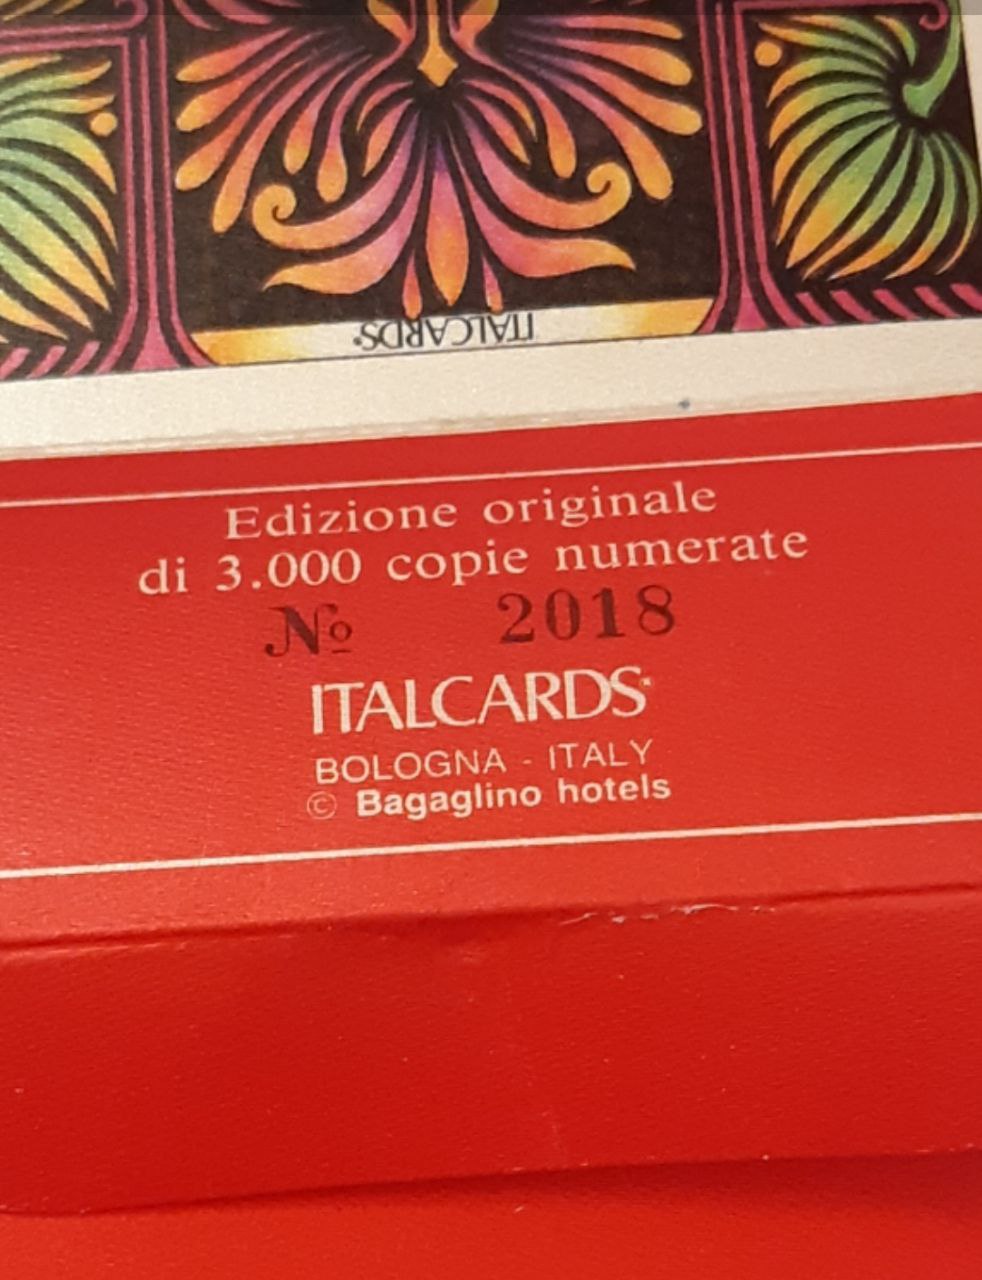 ITALCARDS®
Edizione originale
di 3.000 copie numerate
№ 2018
ITALCARDS®
BOLOGNA - ITALY
© Bagaglino hotels